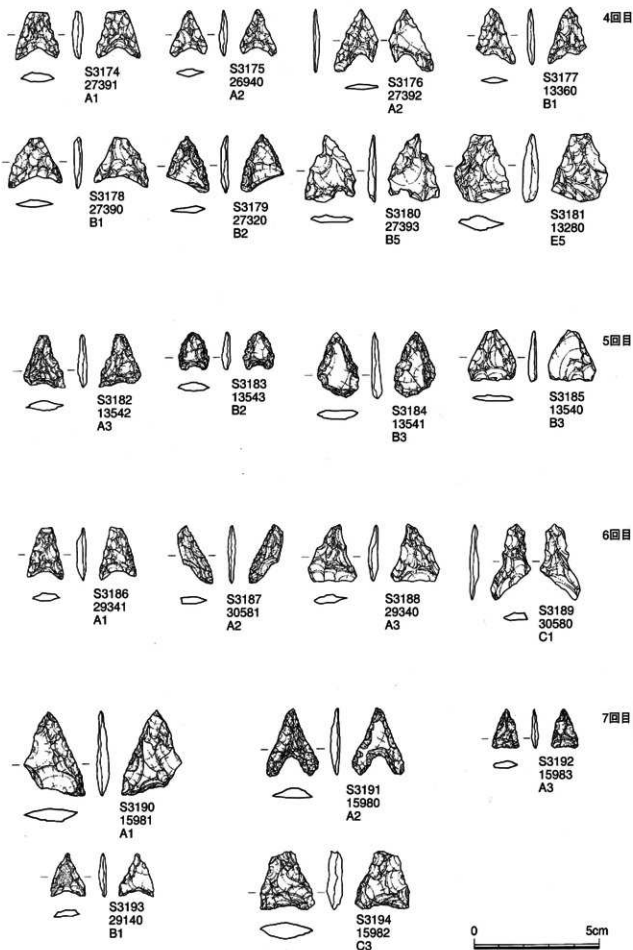 4回目
S3174
27391
A1
S3175
26940
A2
S3176
27392
A2
S3177
13360
B1
S3178
27390
B1
S3179
27320
B2
S3180
27393
B5
S3181
13280
E5
5回目
S3182
13542
A3
S3183
13543
B2
S3184
13541
B3
S3185
13540
B3
6回目
S3186
29341
A1
S3187
30581
A2
S3188
29340
A3
S3189
30580
C1
7回目
S3190
15981
A1
S3191
15980
A2
S3192
15983
A3
S3193
29140
B1
S3194
15982
C3
0 5cm